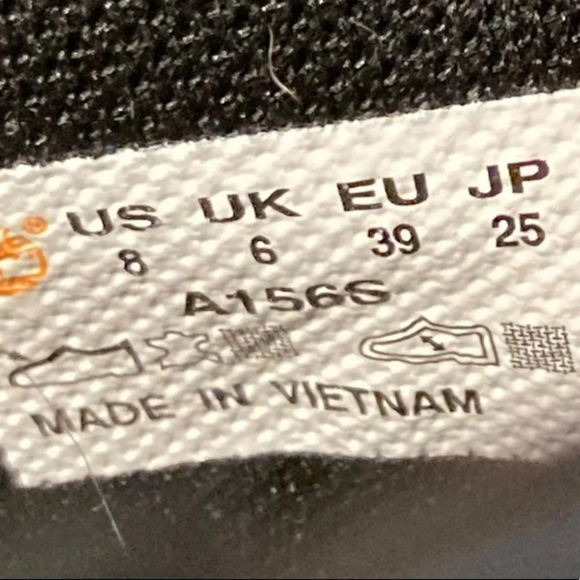 US UK EU JP
8 6 39 25
A156S
MADE IN VIETNAM